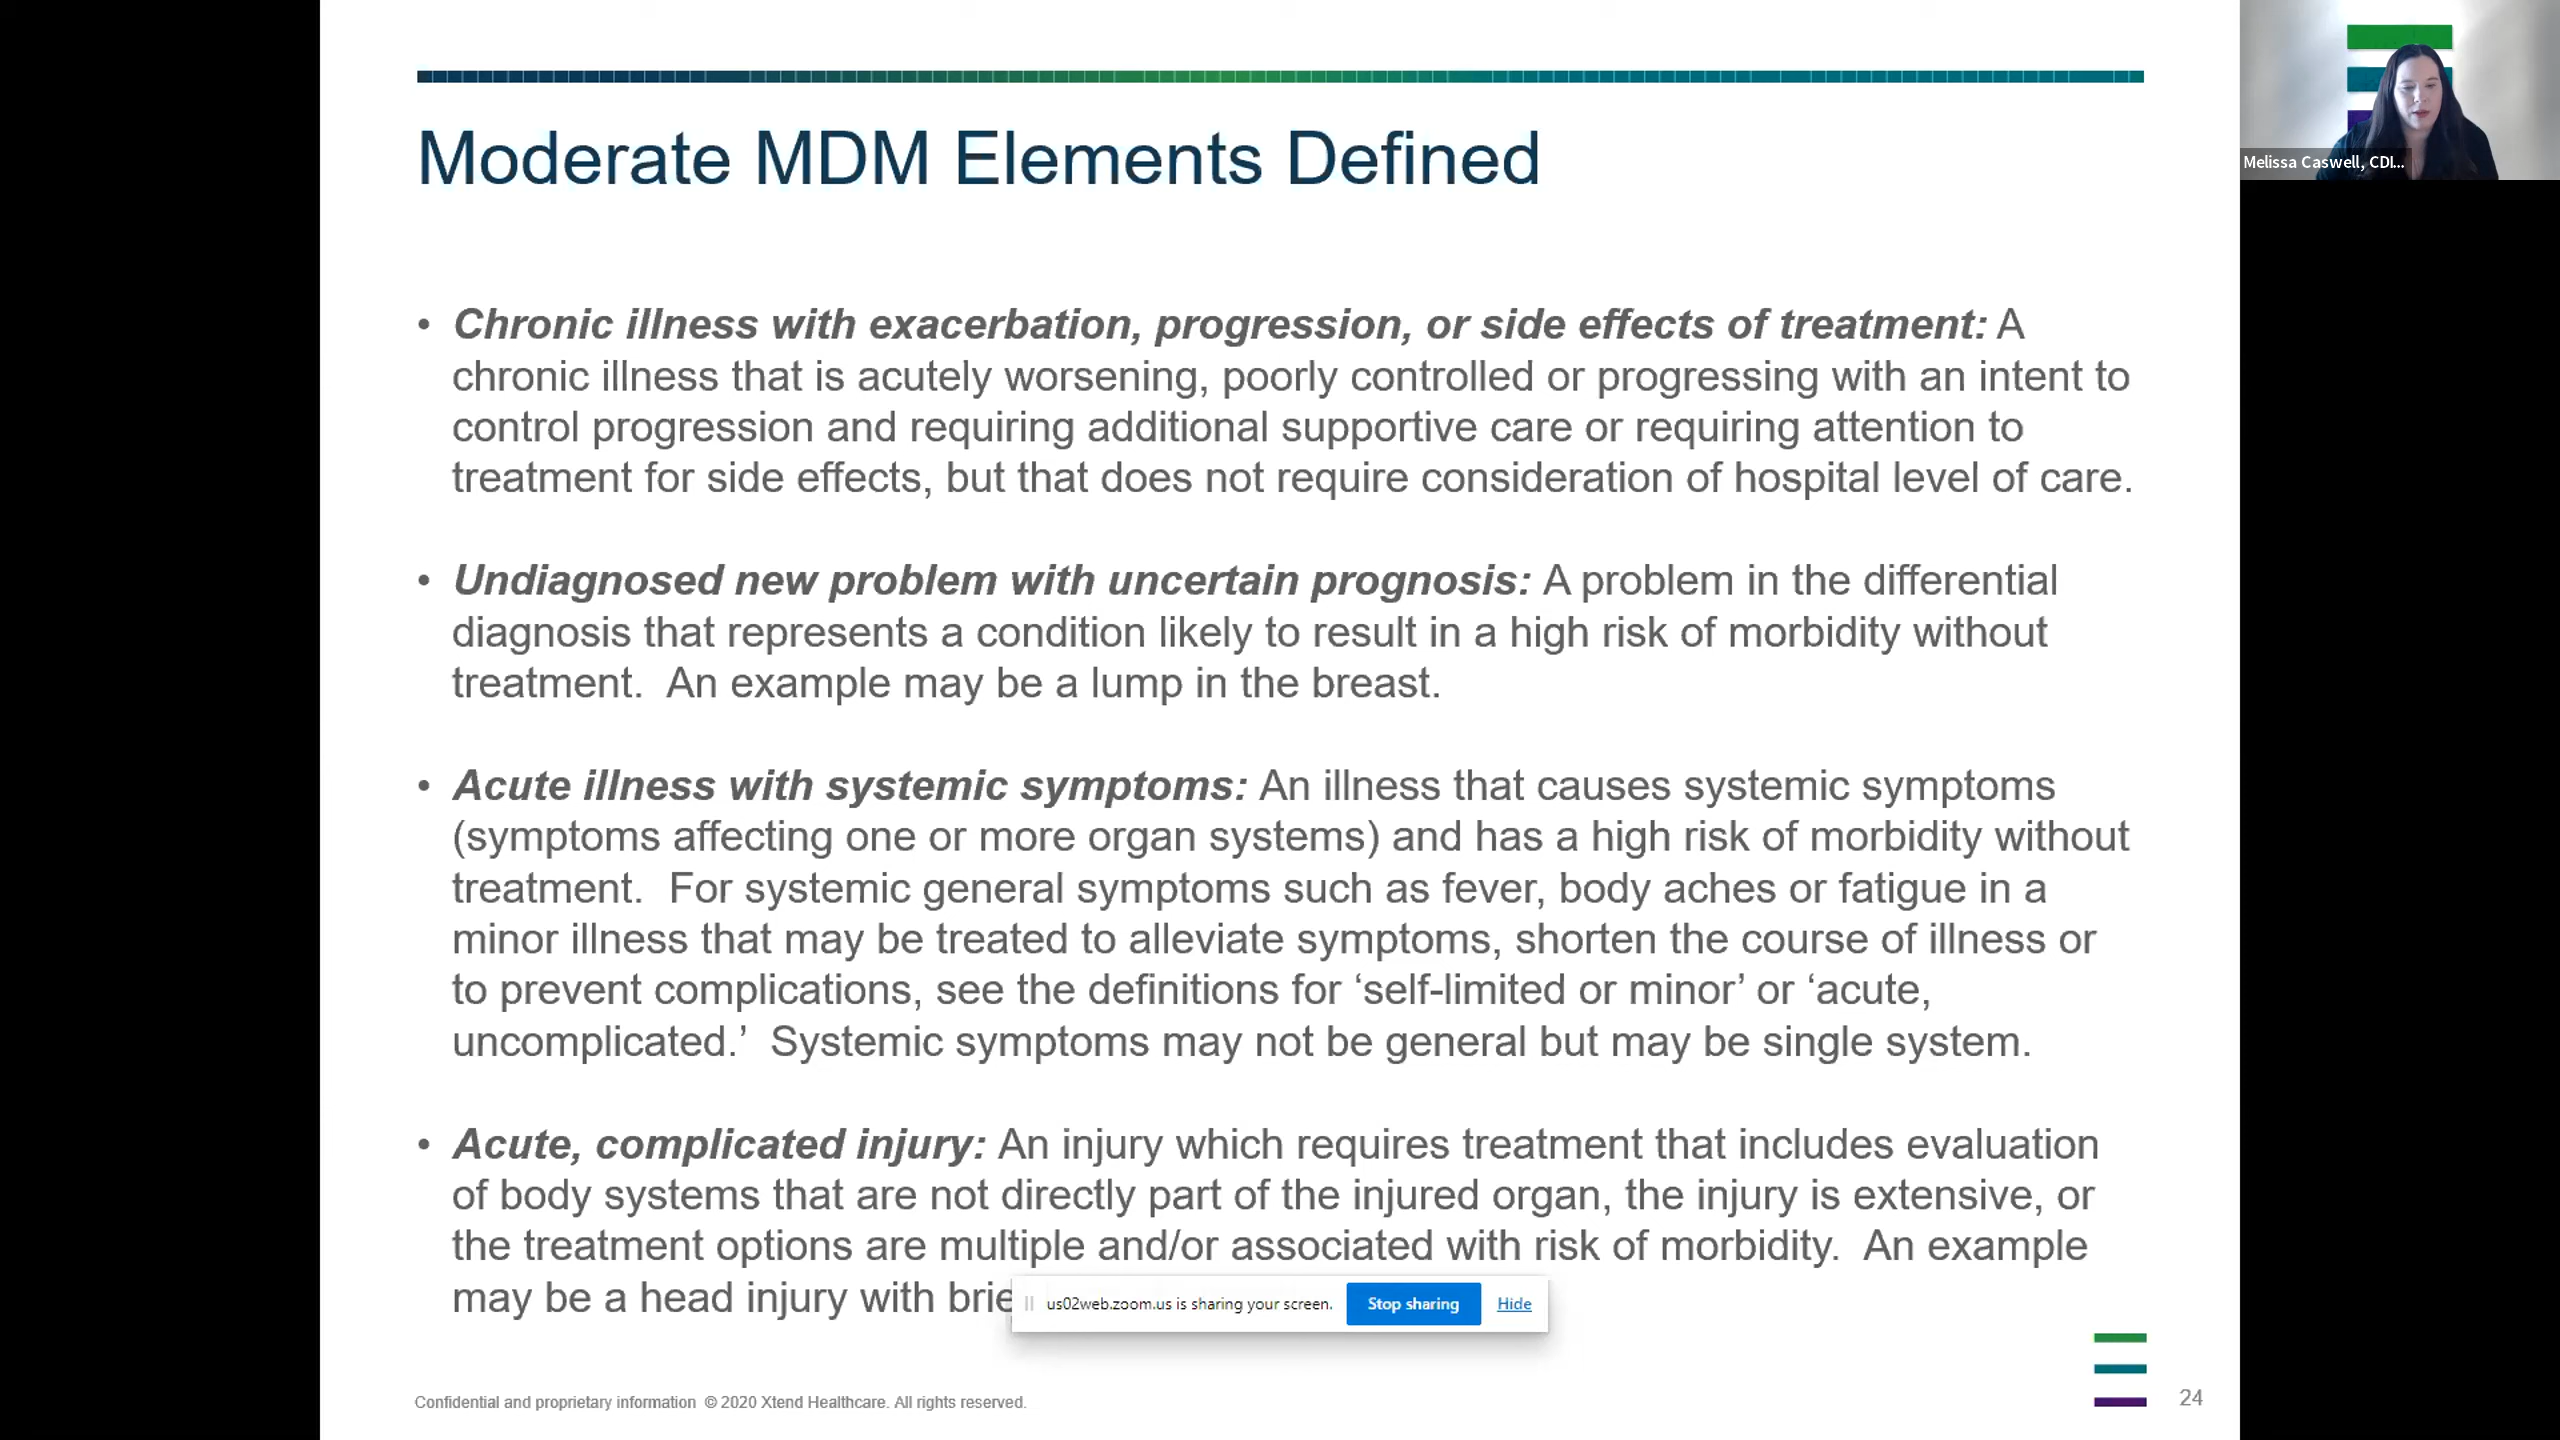 Melissa Caswell, CDI...
Moderate MDM Elements Defined
• Chronic illness with exacerbation, progression, or side effects of treatment: A
chronic illness that is acutely worsening, poorly controlled or progressing with an intent to
control progression and requiring additional supportive care or requiring attention to
treatment for side effects, but that does not require consideration of hospital level of care.
• Undiagnosed new problem with uncertain prognosis: A problem in the differential
diagnosis that represents a condition likely to result in a high risk of morbidity without
treatment.  An example may be a lump in the breast.
• Acute illness with systemic symptoms: An illness that causes systemic symptoms
(symptoms affecting one or more organ systems) and has a high risk of morbidity without
treatment.  For systemic general symptoms such as fever, body aches or fatigue in a
minor illness that may be treated to alleviate symptoms, shorten the course of illness or
to prevent complications, see the definitions for ‘self-limited or minor’ or ‘acute,
uncomplicated.’  Systemic symptoms may not be general but may be single system.
• Acute, complicated injury: An injury which requires treatment that includes evaluation
of body systems that are not directly part of the injured organ, the injury is extensive, or
the treatment options are multiple and/or associated with risk of morbidity.  An example
may be a head injury with
us02web.zoom.us is sharing your screen. Stop sharing Hide
Confidential and proprietary information © 2020 Xtend Healthcare. All rights reserved.
24